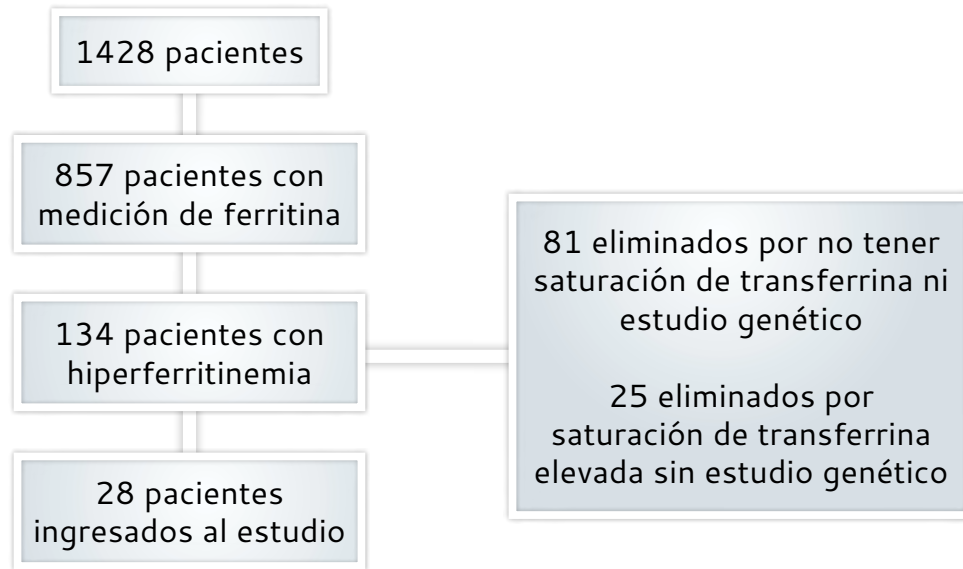 1428 pacientes
857 pacientes con
medición de ferritina
134 pacientes con
hiperferritinemia
81 eliminados por no tener
saturación de transferrina ni
estudio genético
25 eliminados por
saturación de transferrina
elevada sin estudio genético
28 pacientes
ingresados al estudio